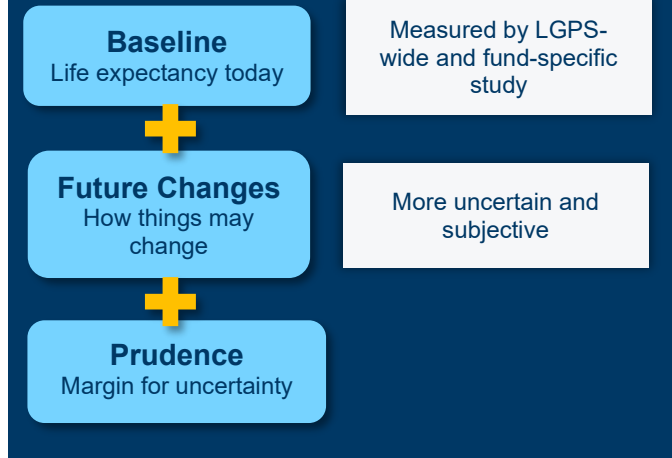 Baseline
Life expectancy today
Measured by LGPS-
wide and fund-specific
study
Future Changes
How things may
change
More uncertain and
subjective
Prudence
Margin for uncertainty